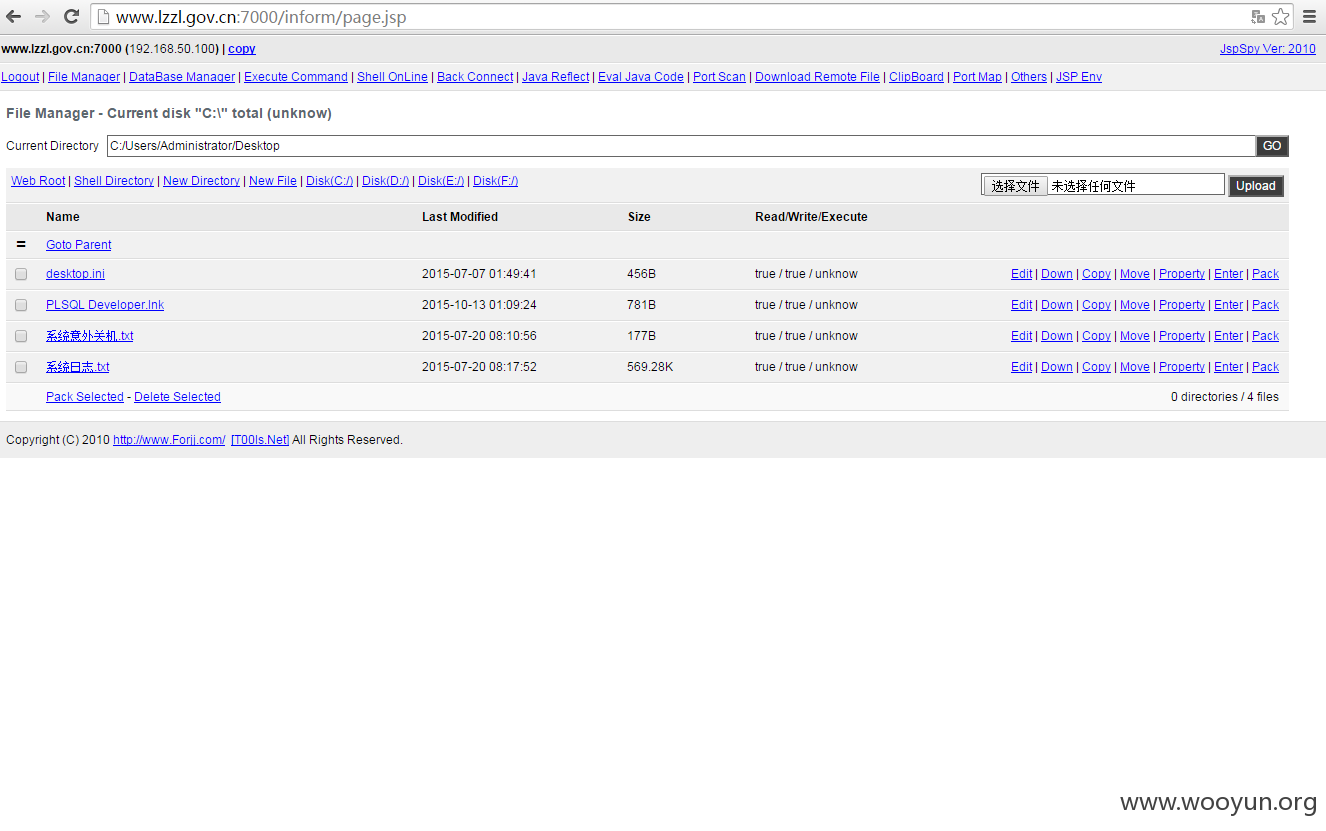 www.lzzl.gov.cn:7000/inform/page.jsp
www.lzzl.gov.cn:7000 (192.168.50.100) | copy JspSpy Ver: 2010
Logout | File Manager | DataBase Manager | Execute Command | Shell OnLine | Back Connect | Java Reflect | Eval Java Code | Port Scan | Download Remote File | ClipBoard | Port Map | Others | JSP Env
File Manager - Current disk "C:\" total (unknow)
Current Directory C:/Users/Administrator/Desktop GO
Web Root | Shell Directory | New Directory | New File | Disk(C:/) | Disk(D:/) | Disk(E:/) | Disk(F:/) 选择文件 未选择任何文件 Upload
Name Last Modified Size Read/Write/Execute
= Goto Parent
desktop.ini 2015-07-07 01:49:41 456B true / true / unknow Edit | Down | Copy | Move | Property | Enter | Pack
PLSQL Developer.lnk 2015-10-13 01:09:24 781B true / true / unknow Edit | Down | Copy | Move | Property | Enter | Pack
系统意外关机.txt 2015-07-20 08:10:56 177B true / true / unknow Edit | Down | Copy | Move | Property | Enter | Pack
系统日志.txt 2015-07-20 08:17:52 569.28K true / true / unknow Edit | Down | Copy | Move | Property | Enter | Pack
Pack Selected - Delete Selected 0 directories / 4 files
Copyright (C) 2010 http://www.Forjj.com/ [T00ls.Net] All Rights Reserved.
www.wooyun.org